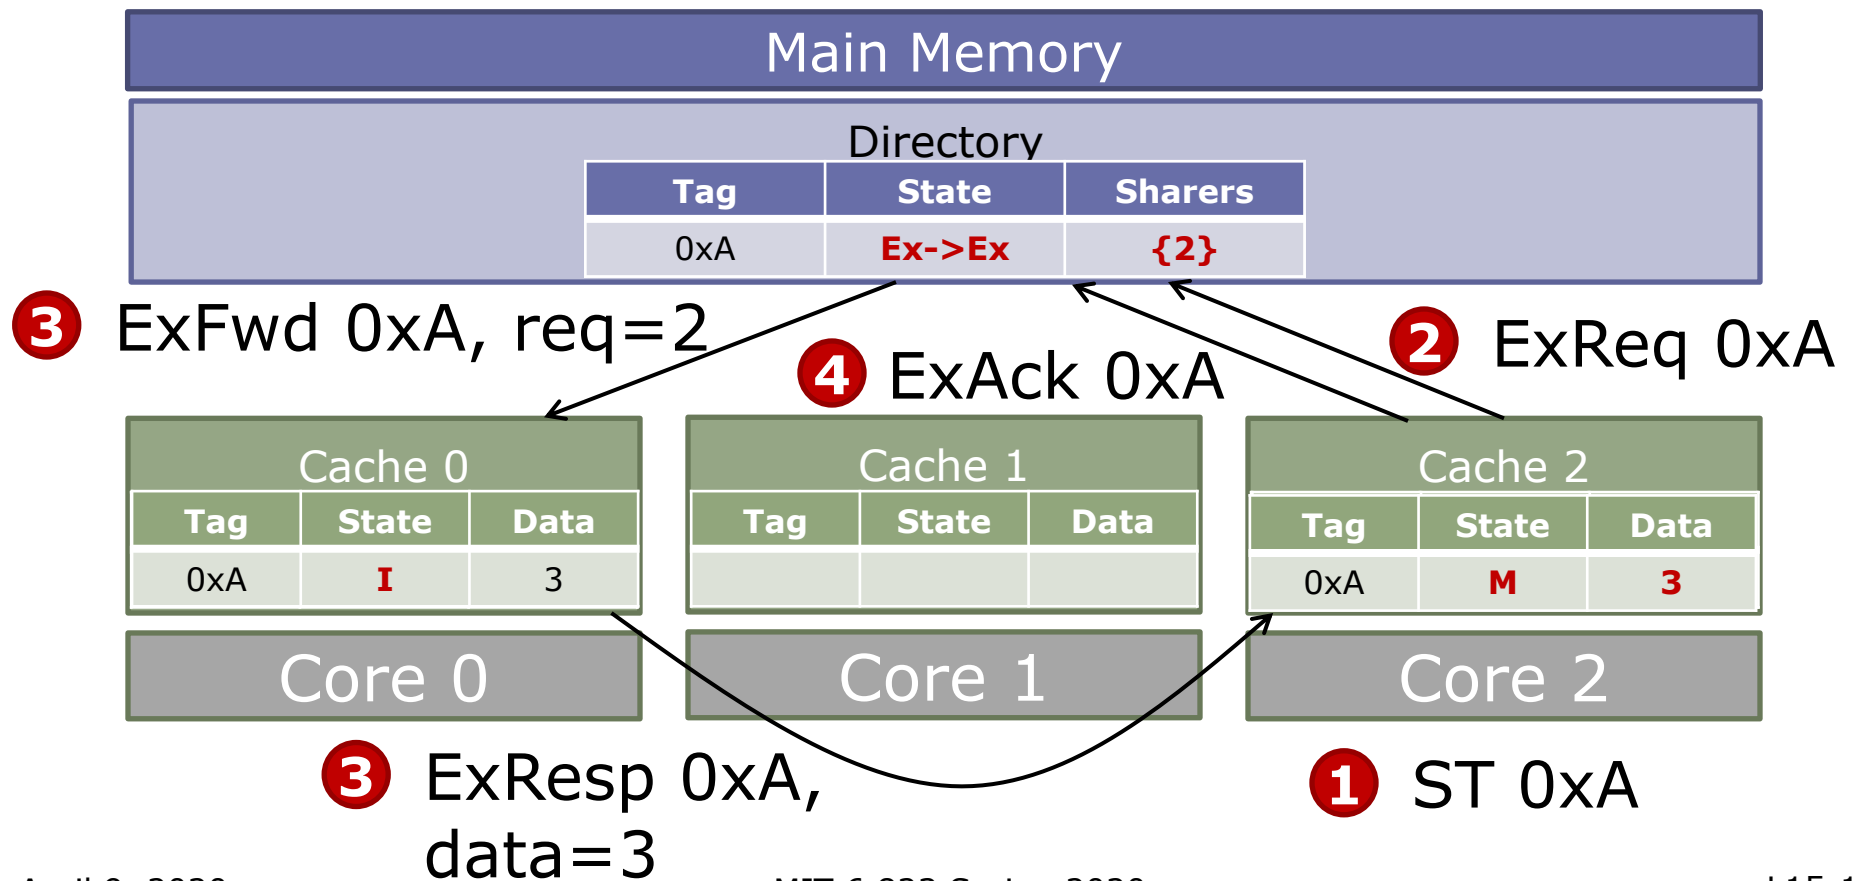 Main Memory
Directory
Tag State Sharers
0xA Ex->Ex {2}
3 ExFwd 0xA, req=2
2 ExReq 0xA
4 ExAck 0xA
Cache 0
Tag State Data
0xA I 3
Cache 1
Tag State Data
Cache 2
Tag State Data
0xA M 3
Core 0
Core 1
Core 2
3 ExResp 0xA,
data=3
1 ST 0xA